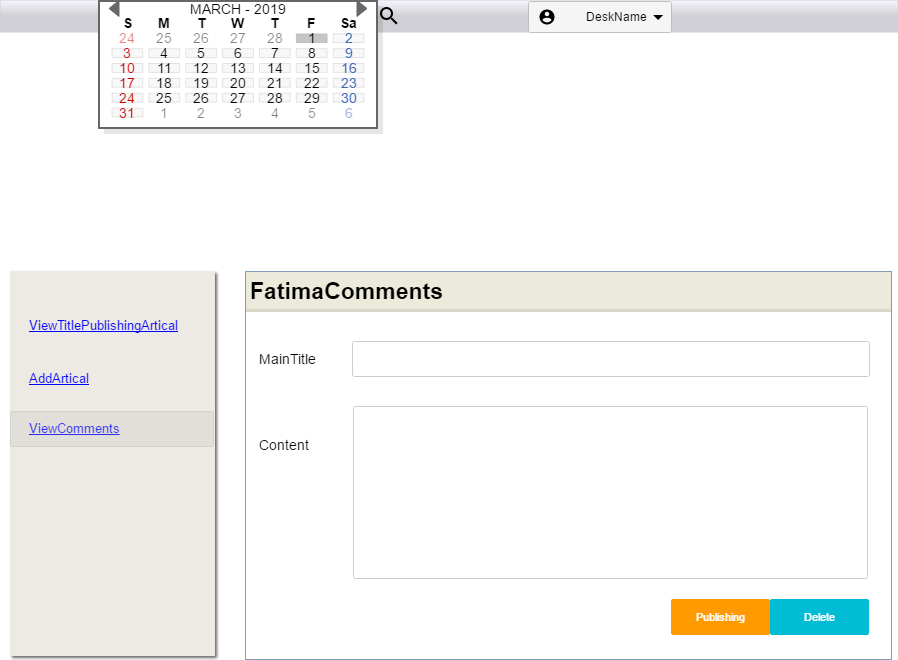 MARCH - 2019
S M T W T F Sa
24 25 26 27 28 1 2
3 4 5 6 7 8 9
10 11 12 13 14 15 16
17 18 19 20 21 22 23
24 25 26 27 28 29 30
31 1 2 3 4 5 6
DeskName
ViewTitlePublishingArtical
AddArtical
ViewComments
FatimaComments
MainTitle
Content
Publishing Delete